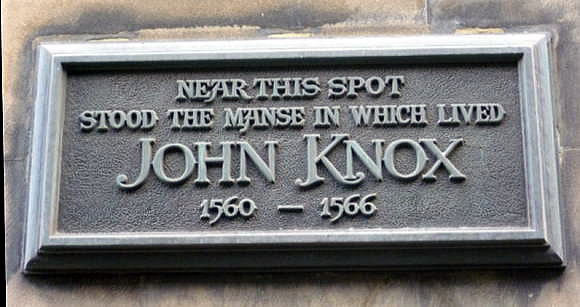 NEAR THIS SPOT
STOOD THE MANSE IN WHICH LIVED
JOHN KNOX
1560 — 1566